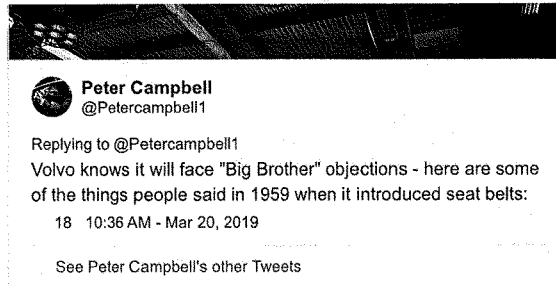 Peter Campbell
@Petercampbell1
Replying to @Petercampbell1
Volvo knows it will face "Big Brother" objections - here are some
of the things people said in 1959 when it introduced seat belts:
18 10:36 AM - Mar 20, 2019
See Peter Campbell's other Tweets